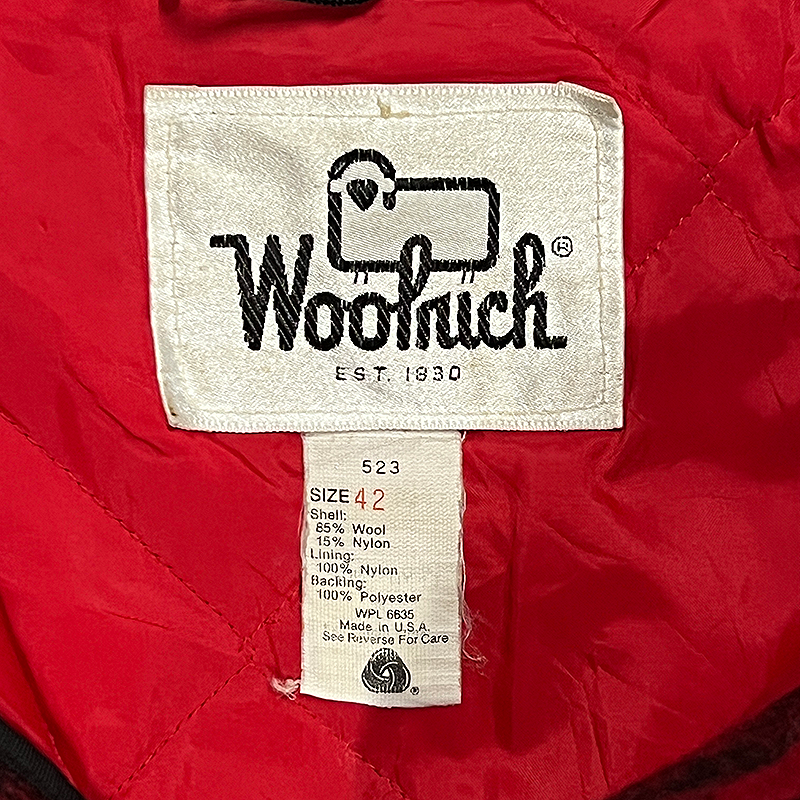 Woolrich®
EST. 1830
523
SIZE 42
Shell:
85% Wool
15% Nylon
Lining:
100% Nylon
Backing:
100% Polyester
WPL 6635
Made in U.S.A.
See Reverse For Care
®